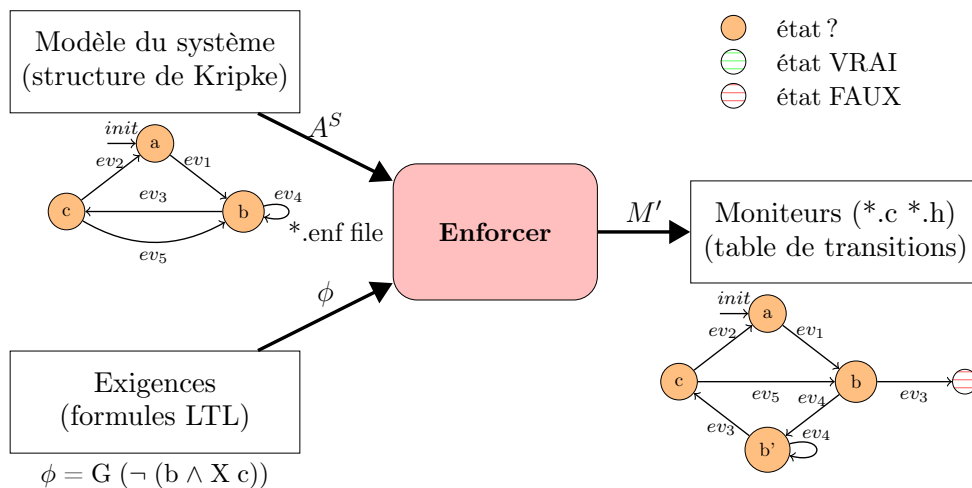 Modèle du système
(structure de Kripke)
état ?
état VRAI
état FAUX
init
a
ev2
ev1
c
ev3
b
ev4
ev5
*.enf file
A^S
Enforcer
M′
Moniteurs (*.c *.h)
(table de transitions)
ϕ
Exigences
(formules LTL)
ϕ = G (¬ (b ∧ X c))
init
a
ev2
ev1
c
ev5
b
ev3
ev4
ev3
b'
ev4